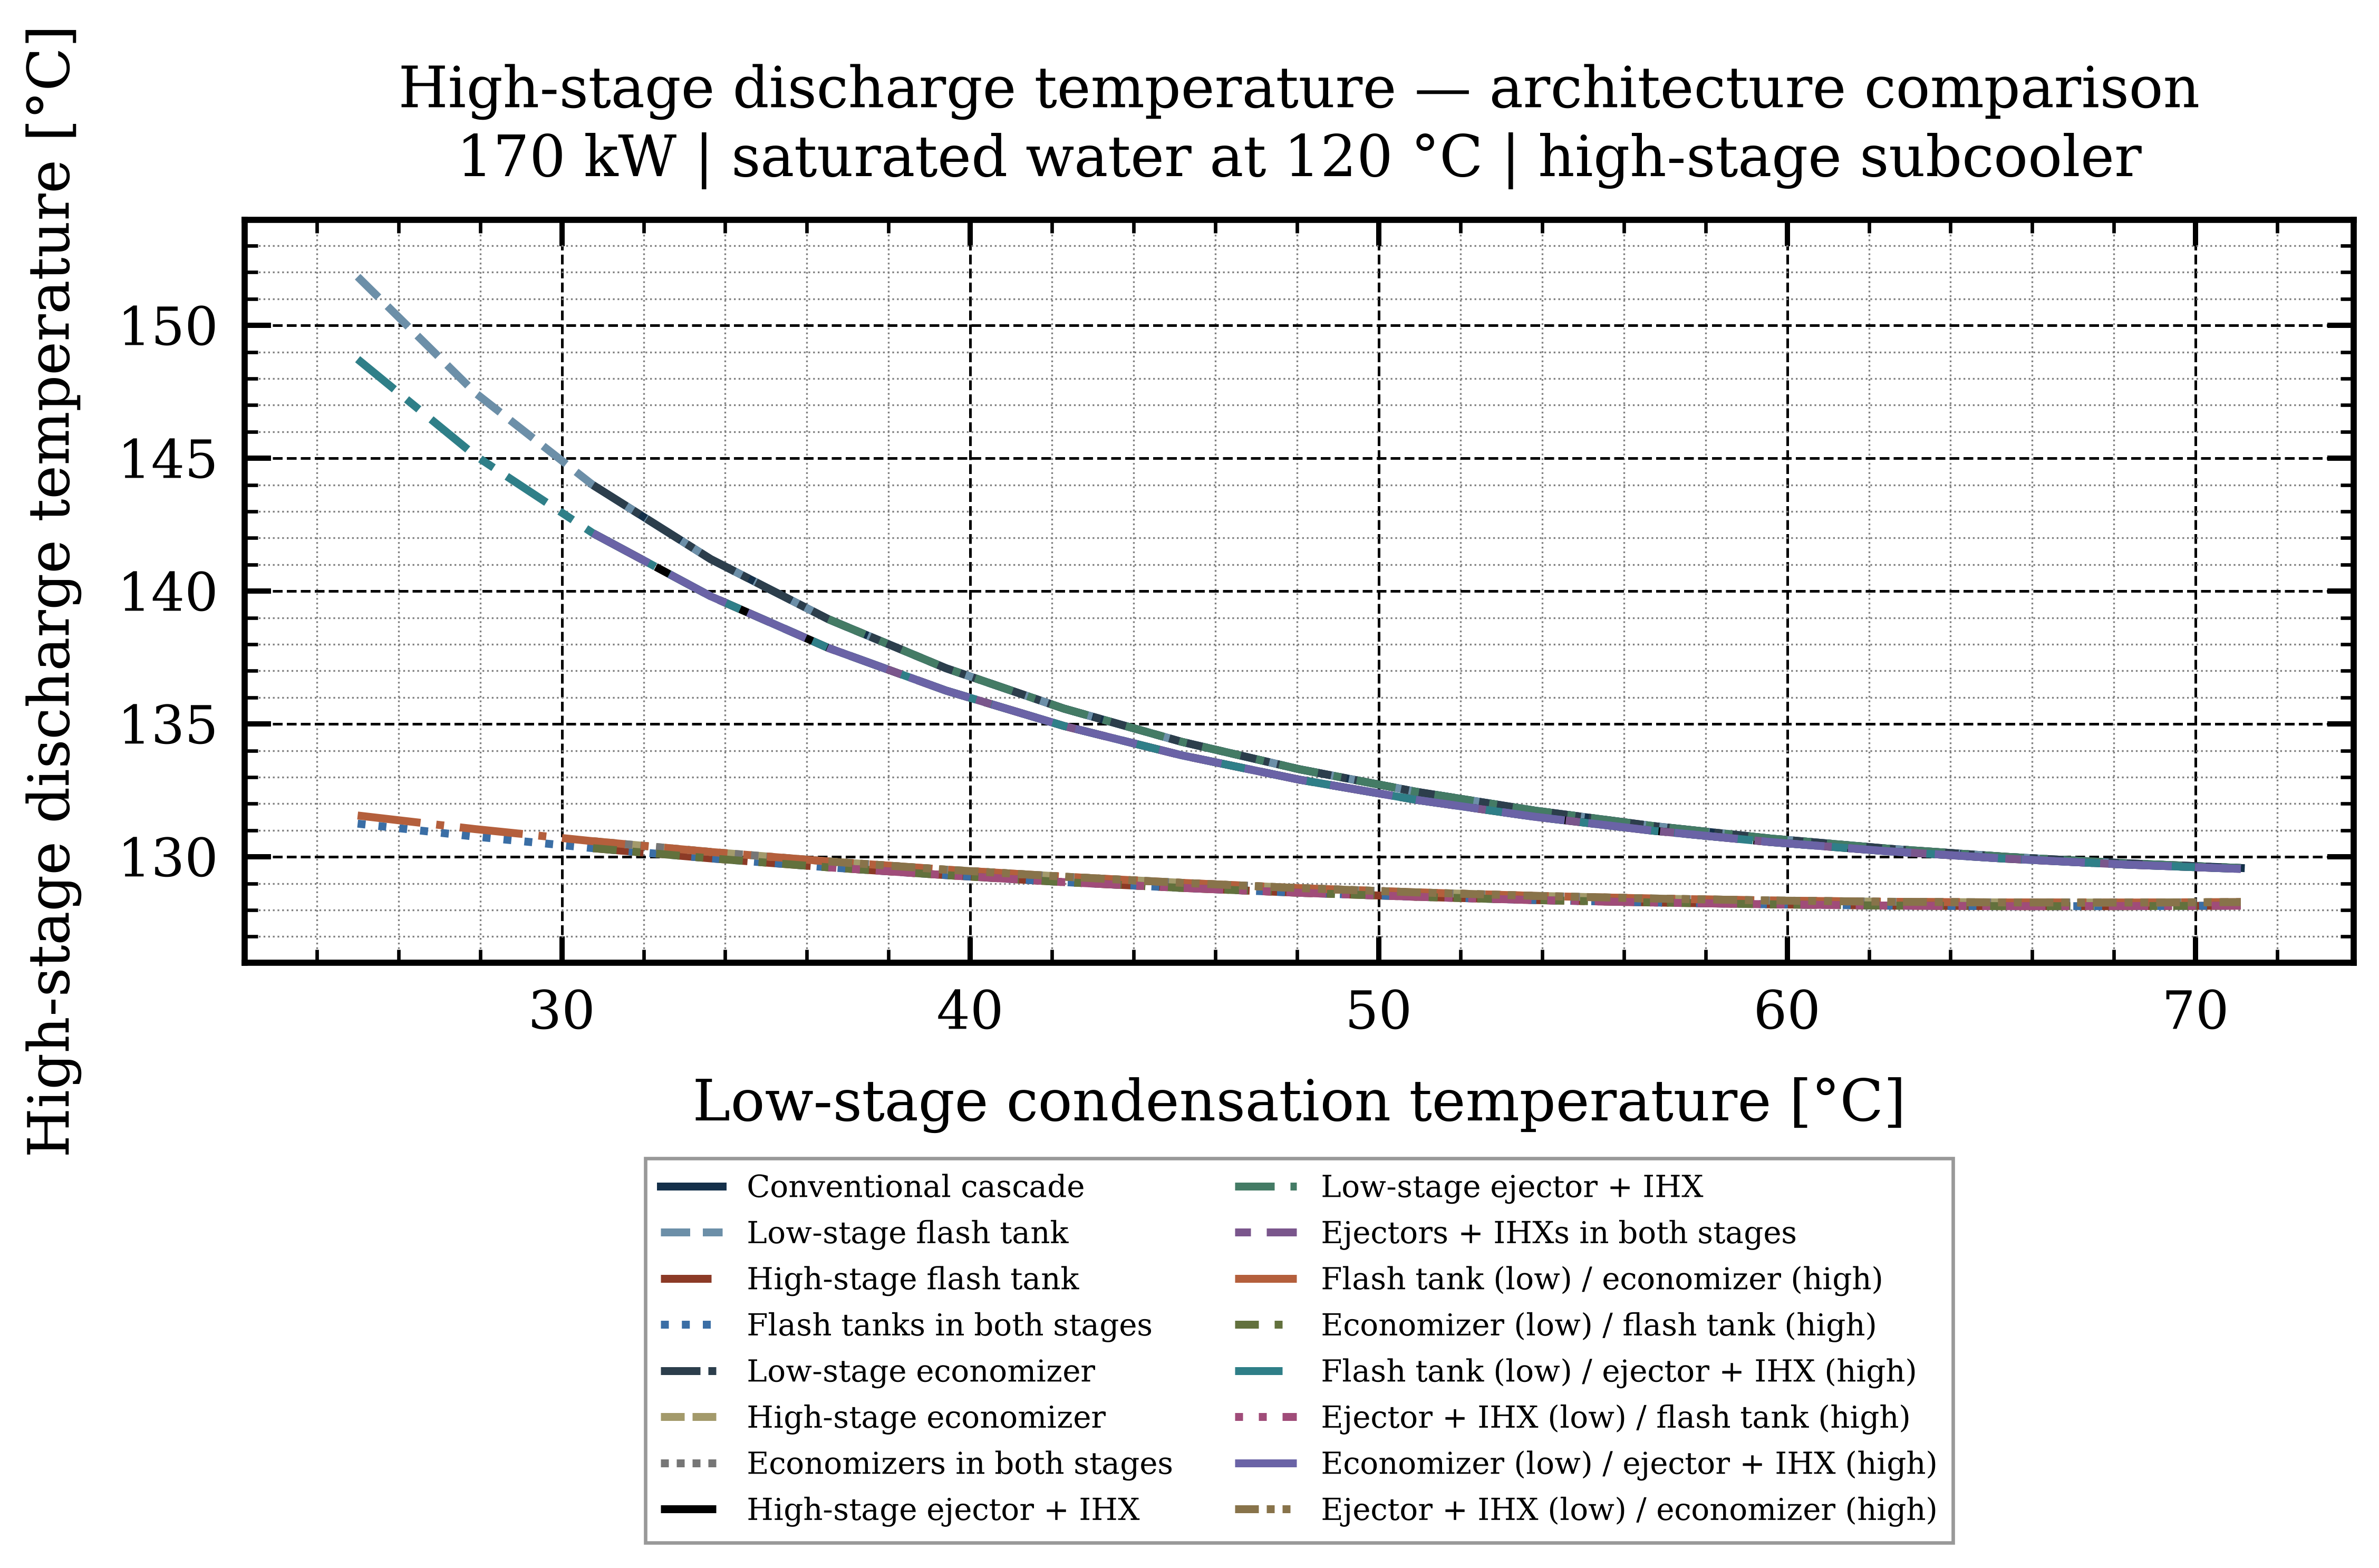 High-stage discharge temperature — architecture comparison
170 kW | saturated water at 120 °C | high-stage subcooler
High-stage discharge temperature [°C]
150
145
140
135
130
30
40
50
60
70
Low-stage condensation temperature [°C]
Conventional cascade
Low-stage flash tank
High-stage flash tank
Flash tanks in both stages
Low-stage economizer
High-stage economizer
Economizers in both stages
High-stage ejector + IHX
Low-stage ejector + IHX
Ejectors + IHXs in both stages
Flash tank (low) / economizer (high)
Economizer (low) / flash tank (high)
Flash tank (low) / ejector + IHX (high)
Ejector + IHX (low) / flash tank (high)
Economizer (low) / ejector + IHX (high)
Ejector + IHX (low) / economizer (high)